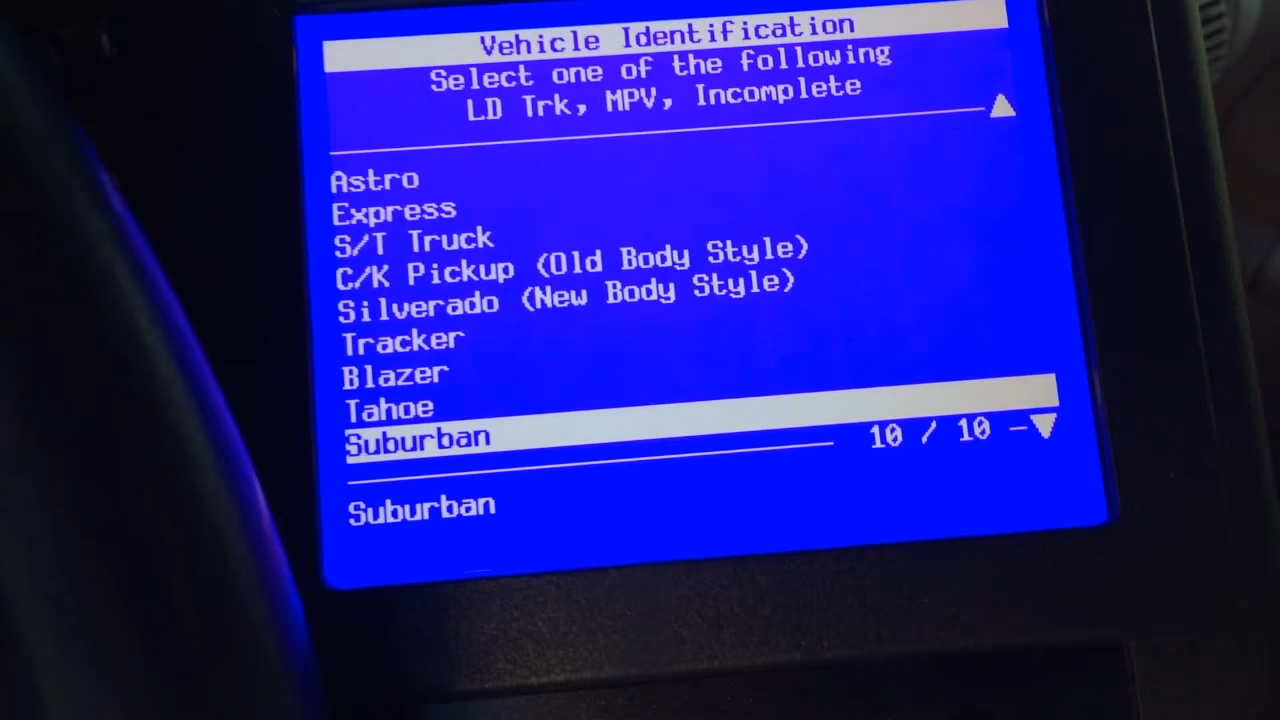 Vehicle Identification
Select one of the following
LD Trk, MPV, Incomplete
Astro
Express
S/T Truck
C/K Pickup (Old Body Style)
Silverado (New Body Style)
Tracker
Blazer
Tahoe
Suburban
10 / 10
Suburban